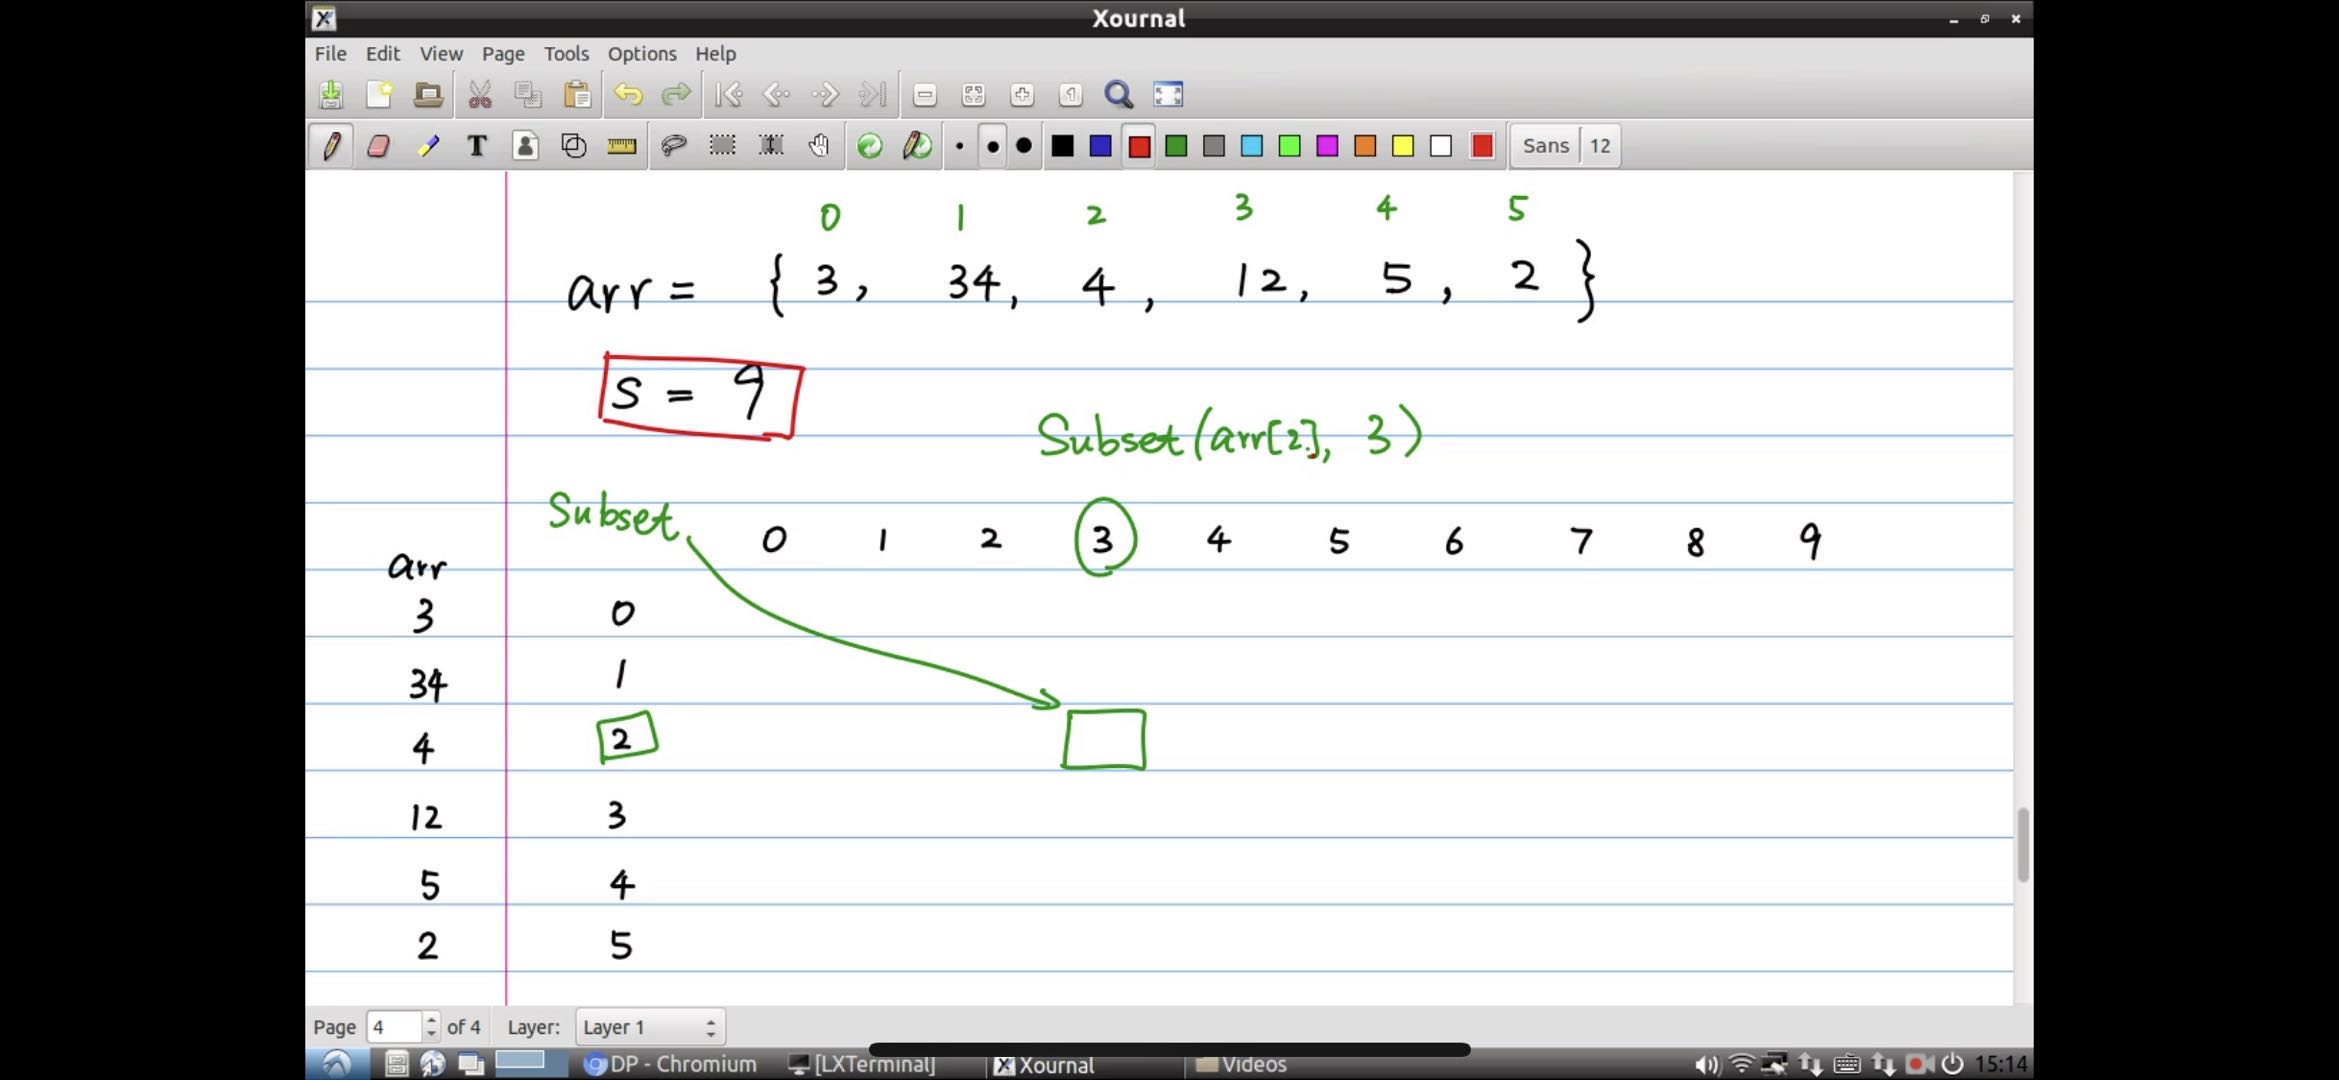 Xournal
File Edit View Page Tools Options Help
T Sans 12
0 1 2 3 4 5
arr = { 3, 34, 4, 12, 5, 2 }
S = 9
Subset(arr[2], 3)
Subset 0 1 2 3 4 5 6 7 8 9
arr
3 0
34 1
4 2
12 3
5 4
2 5
Page 4 of 4 Layer: Layer 1
DP - Chromium [LXTerminal] Xournal Videos 15:14